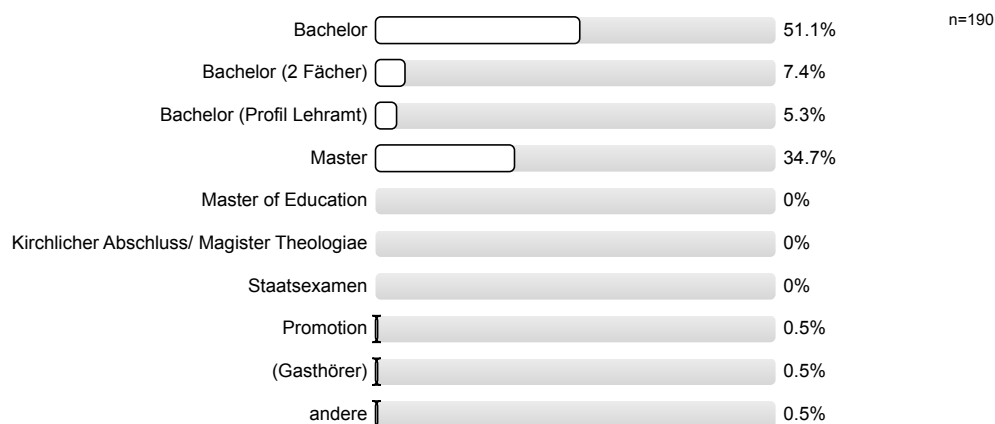 n=190
Bachelor 51.1%
Bachelor (2 Fächer) 7.4%
Bachelor (Profil Lehramt) 5.3%
Master 34.7%
Master of Education 0%
Kirchlicher Abschluss/ Magister Theologiae 0%
Staatsexamen 0%
Promotion 0.5%
(Gasthörer) 0.5%
andere 0.5%